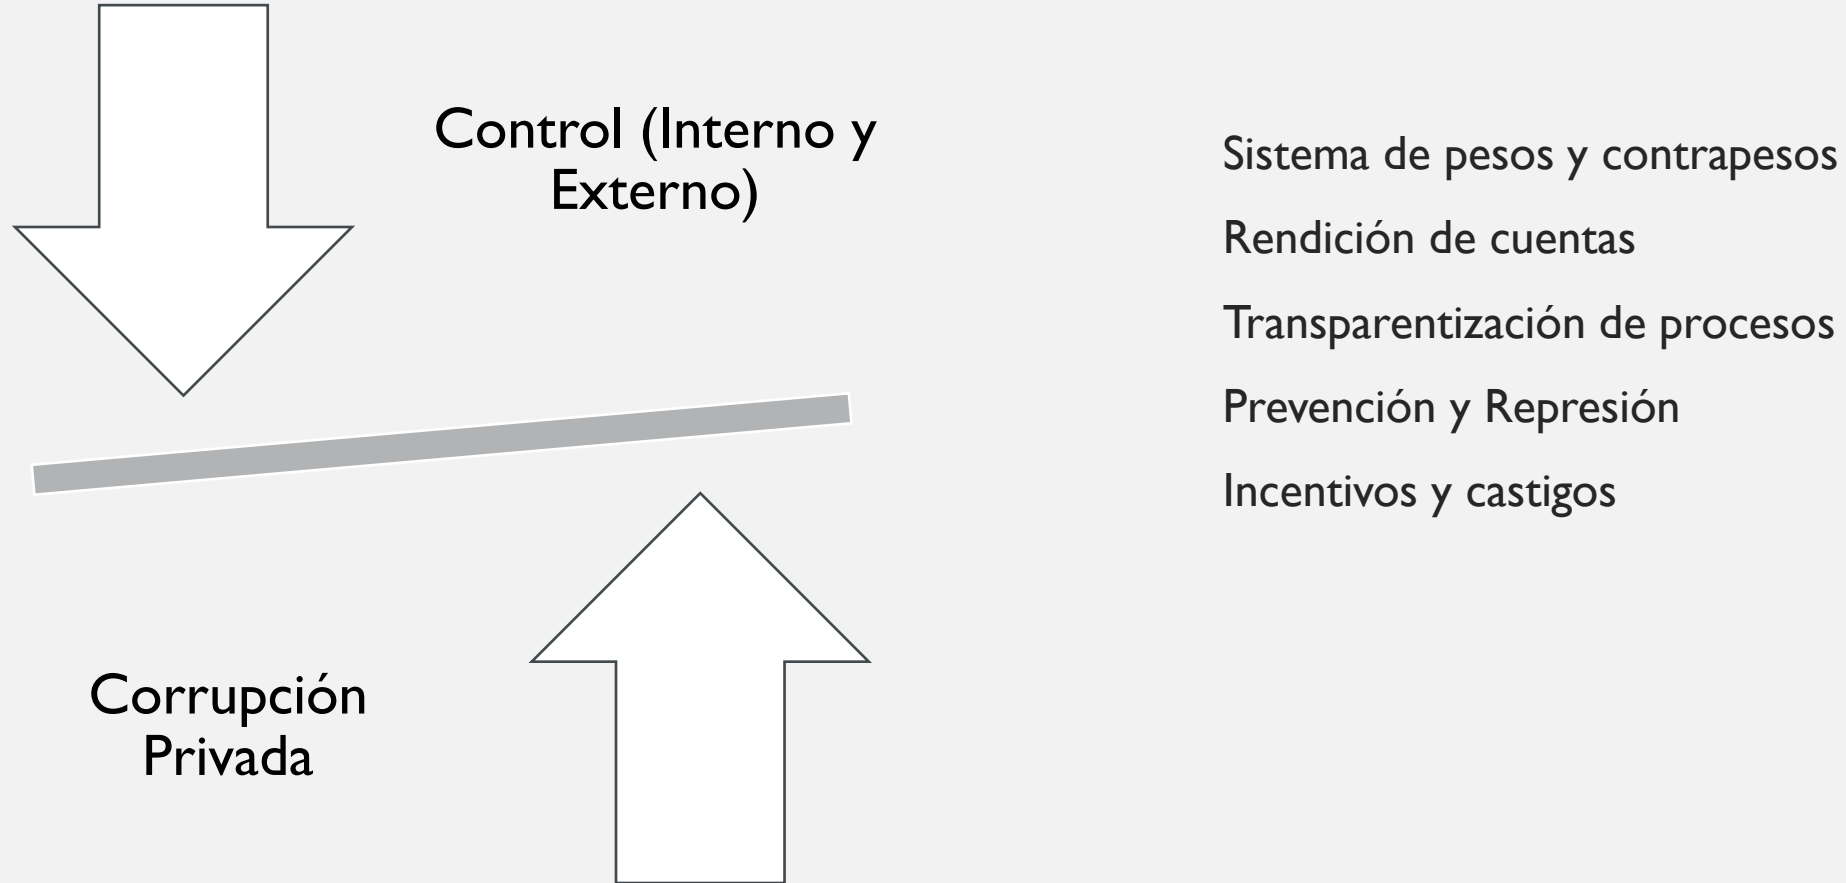 Control (Interno y
Externo)
Corrupción
Privada
Sistema de pesos y contrapesos
Rendición de cuentas
Transparentización de procesos
Prevención y Represión
Incentivos y castigos